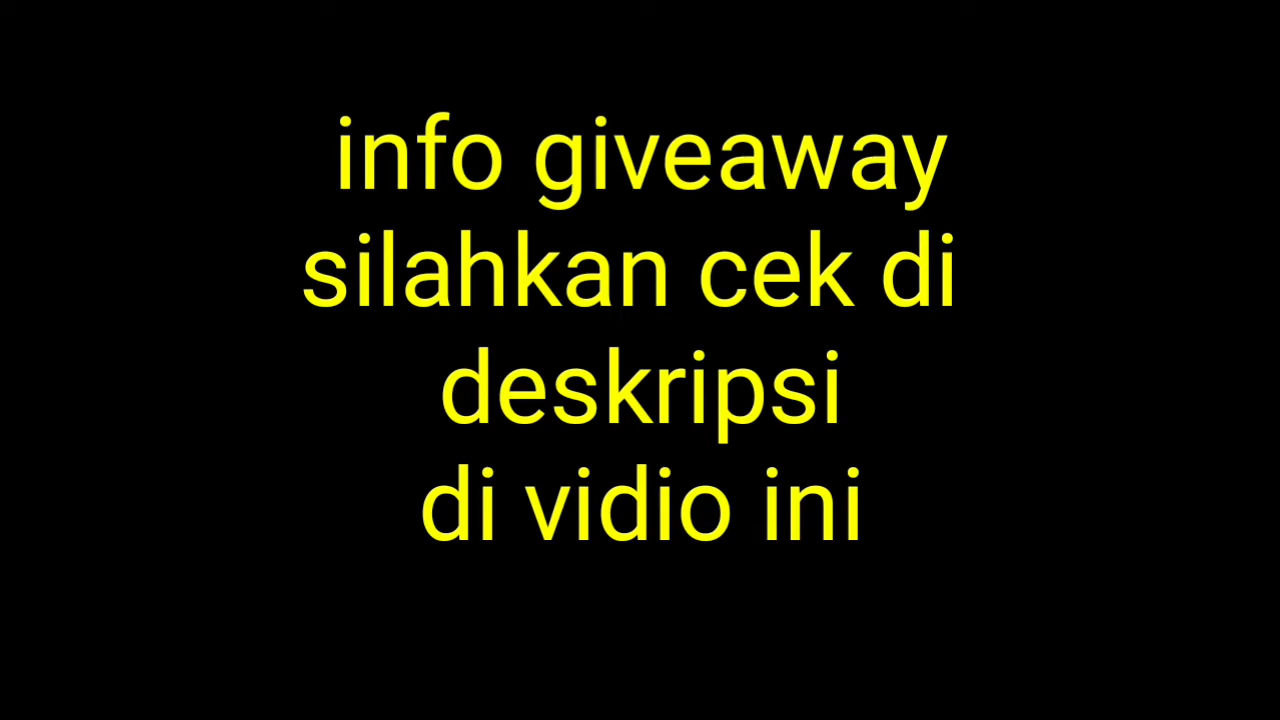 info giveaway
silahkan cek di
deskripsi
di vidio ini